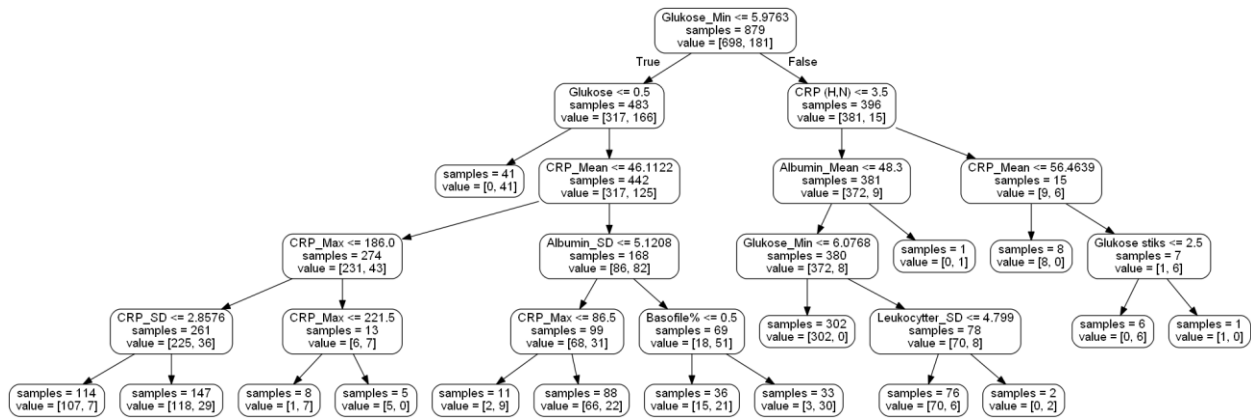 Glukose_Min <= 5.9763
samples = 879
value = [698, 181]
True
False
Glukose <= 0.5
samples = 483
value = [317, 166]
CRP (H,N) <= 3.5
samples = 396
value = [381, 15]
samples = 41
value = [0, 41]
CRP_Mean <= 46.1122
samples = 442
value = [317, 125]
Albumin_Mean <= 48.3
samples = 381
value = [372, 9]
CRP_Mean <= 56.4639
samples = 15
value = [9, 6]
CRP_Max <= 186.0
samples = 274
value = [231, 43]
Albumin_SD <= 5.1208
samples = 168
value = [86, 82]
Glukose_Min <= 6.0768
samples = 380
value = [372, 8]
samples = 1
value = [0, 1]
samples = 8
value = [8, 0]
Glukose stiks <= 2.5
samples = 7
value = [1, 6]
CRP_SD <= 2.8576
samples = 261
value = [225, 36]
CRP_Max <= 221.5
samples = 13
value = [6, 7]
CRP_Max <= 86.5
samples = 99
value = [68, 31]
Basofile% <= 0.5
samples = 69
value = [18, 51]
samples = 302
value = [302, 0]
Leukocytter_SD <= 4.799
samples = 78
value = [70, 8]
samples = 6
value = [0, 6]
samples = 1
value = [1, 0]
samples = 114
value = [107, 7]
samples = 147
value = [118, 29]
samples = 8
value = [1, 7]
samples = 5
value = [5, 0]
samples = 11
value = [2, 9]
samples = 88
value = [66, 22]
samples = 36
value = [15, 21]
samples = 33
value = [3, 30]
samples = 76
value = [70, 6]
samples = 2
value = [0, 2]